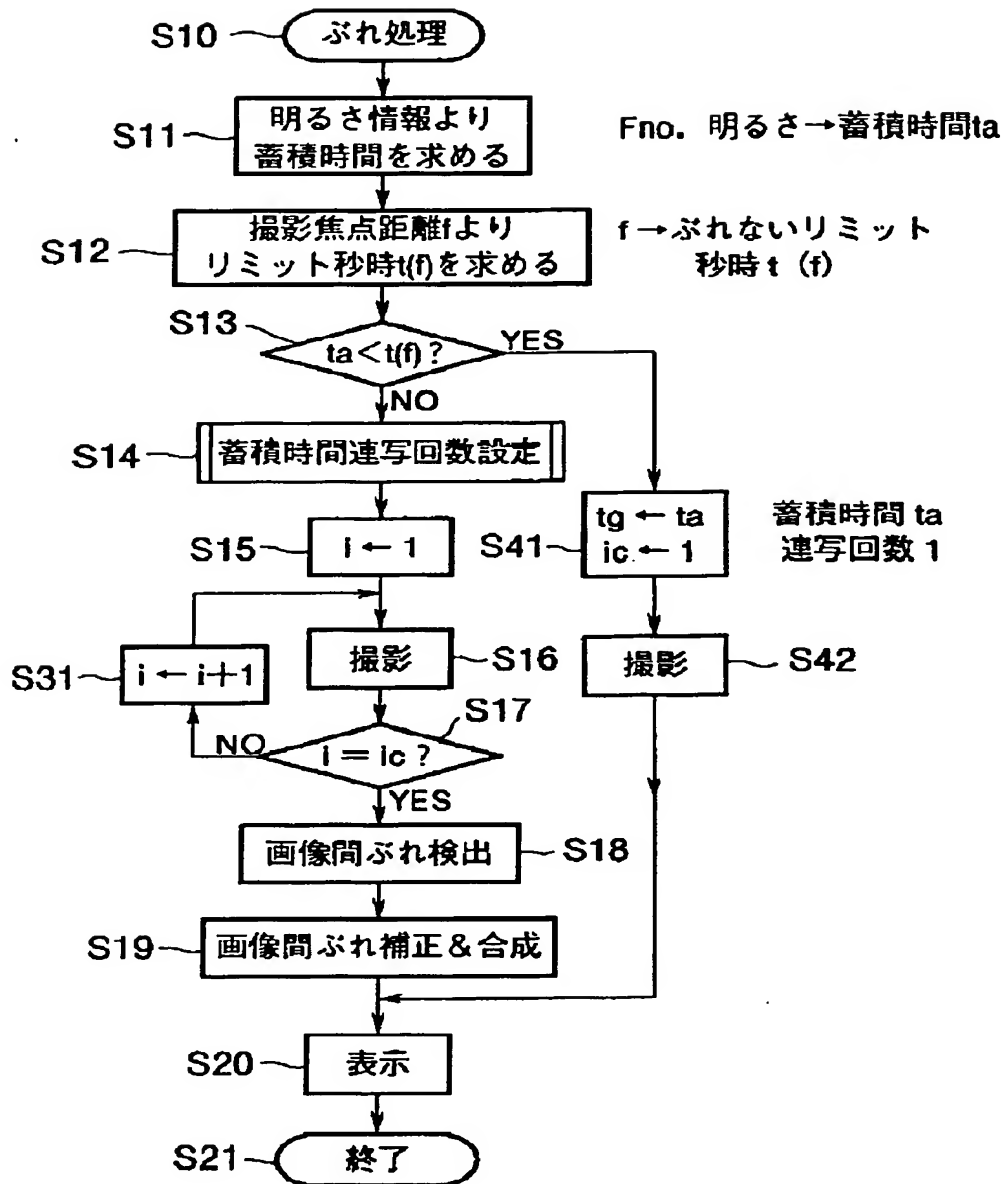 S10
ぶれ処理
S11
明るさ情報より
蓄積時間を求める
Fno. 明るさ→蓄積時間ta
S12
撮影焦点距離fより
リミット秒時t(f)を求める
f→ぶれないリミット
秒時t (f)
S13
ta<t(f)?
YES
NO
S14
蓄積時間連写回数設定
S15
i ← 1
S41
tg ← ta
ic ← 1
蓄積時間 ta
連写回数 1
S31
i ← i+1
撮影
S16
撮影
S42
S17
NO
i = ic ?
YES
画像間ぶれ検出
S18
S19
画像間ぶれ補正&合成
S20
表示
S21
終了